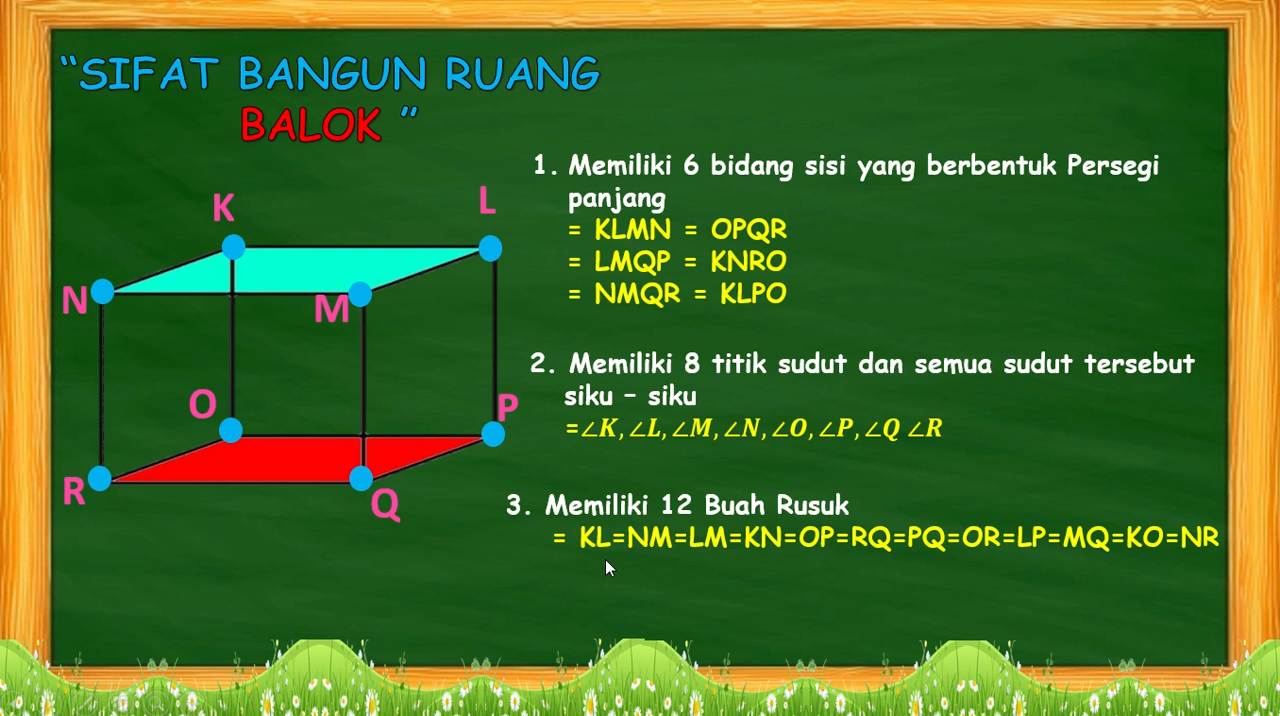 “SIFAT BANGUN RUANG
BALOK ”
K
L
N
M
O
P
R
Q
1. Memiliki 6 bidang sisi yang berbentuk Persegi
panjang
= KLMN = OPQR
= LMQP = KNRO
= NMQR = KLPO
2. Memiliki 8 titik sudut dan semua sudut tersebut
siku – siku
=∠K, ∠L, ∠M, ∠N, ∠O, ∠P, ∠Q ∠R
3. Memiliki 12 Buah Rusuk
= KL=NM=LM=KN=OP=RQ=PQ=OR=LP=MQ=KO=NR